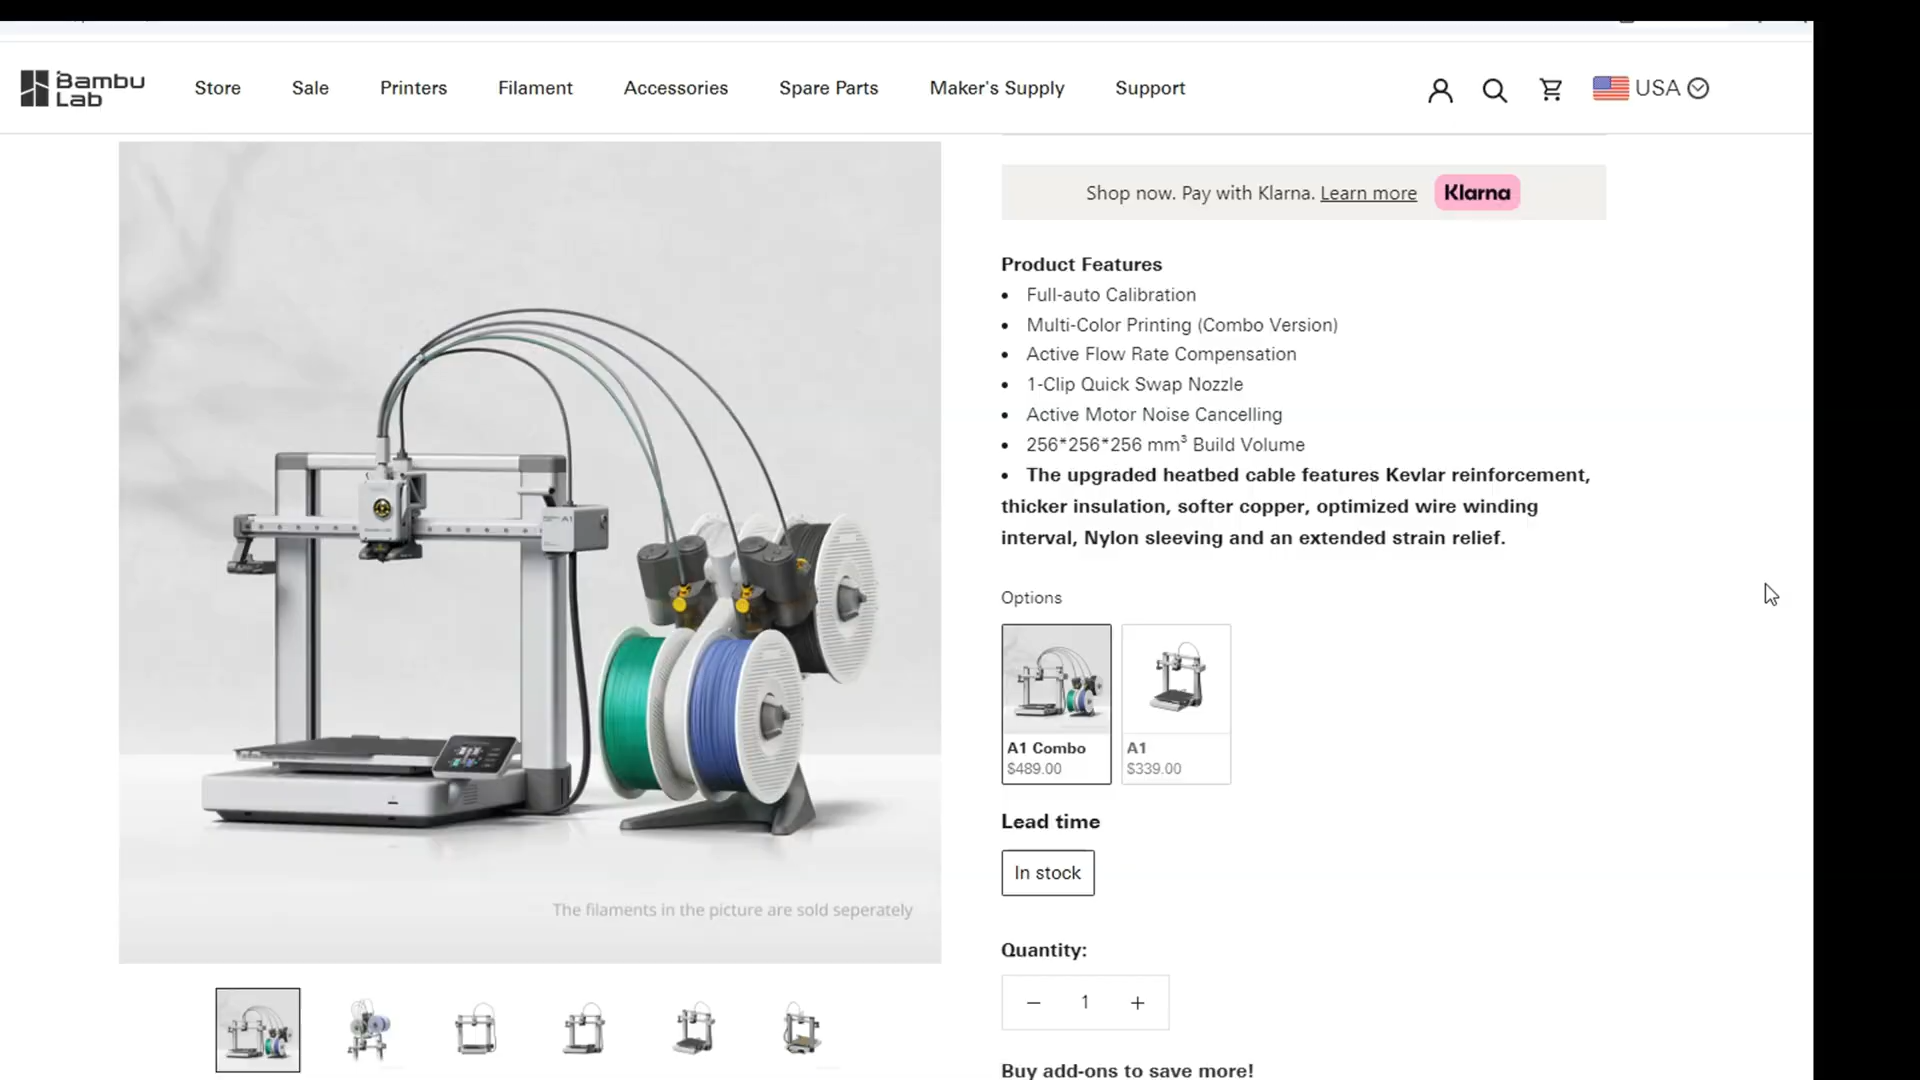 Bambu Lab
Store
Sale
Printers
Filament
Accessories
Spare Parts
Maker's Supply
Support
USA
Shop now. Pay with Klarna. Learn more
Klarna
Product Features
• Full-auto Calibration
• Multi-Color Printing (Combo Version)
• Active Flow Rate Compensation
• 1-Clip Quick Swap Nozzle
• Active Motor Noise Cancelling
• 256*256*256 mm³ Build Volume
• The upgraded heatbed cable features Kevlar reinforcement,
thicker insulation, softer copper, optimized wire winding
interval, Nylon sleeving and an extended strain relief.
A1
The filaments in the picture are sold seperately
Options
A1 Combo
$489.00
A1
$339.00
Lead time
In stock
Quantity:
− 1 +
Buy add-ons to save more!